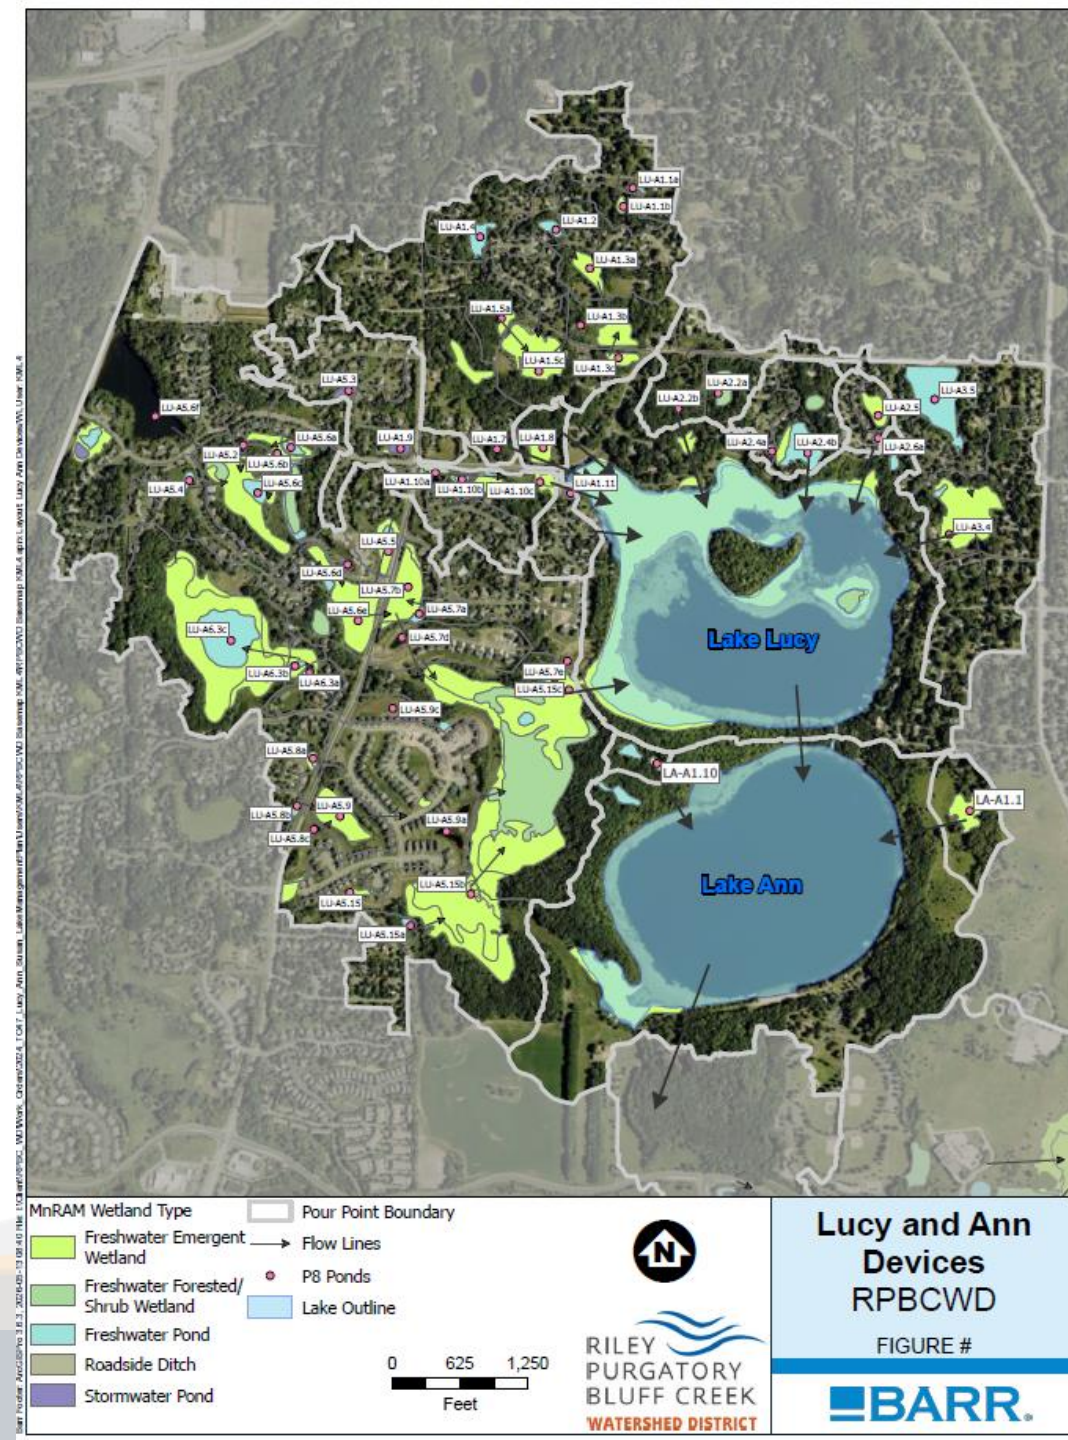 LU-A1.1a
LU-A1.1b
LU-A1.2
LU-A1.4
LU-A1.3a
LU-A1.5a
LU-A1.3b
LU-A1.5c
LU-A1.3c
LU-A5.3
LU-A2.2a
LU-A2.2b
LU-A3.5
LU-A5.6f
LU-A2.5
LU-A5.6a
LU-A1.9
LU-A1.7
LU-A1.8
LU-A2.4a
LU-A2.4b
LU-A2.6a
LU-A5.2
LU-A5.6b
LU-A5.4
LU-A5.6c
LU-A1.10a
LU-A1.10b
LU-A1.10c
LU-A1.11
LU-A3.4
LU-A5.5
LU-A5.6d
LU-A5.7b
LU-A5.6e
LU-A5.7a
LU-A6.3c
LU-A5.7d
Lake Lucy
LU-A6.3b
LU-A6.3a
LU-A5.7e
LU-A5.15c
LU-A5.9c
LU-A5.8a
LA-A1.10
LA-A1.1
LU-A5.8b
LU-A5.9
LU-A5.8c
LU-A5.9a
Lake Ann
LU-A5.15b
LU-A5.15
LU-A5.15a
MnRAM Wetland Type
Freshwater Emergent
Wetland
Freshwater Forested/
Shrub Wetland
Freshwater Pond
Roadside Ditch
Stormwater Pond
Pour Point Boundary
Flow Lines
P8 Ponds
Lake Outline
0 625 1,250
Feet
N
RILEY
PURGATORY
BLUFF CREEK
WATERSHED DISTRICT
Lucy and Ann
Devices
RPBCWD
FIGURE #
BARR